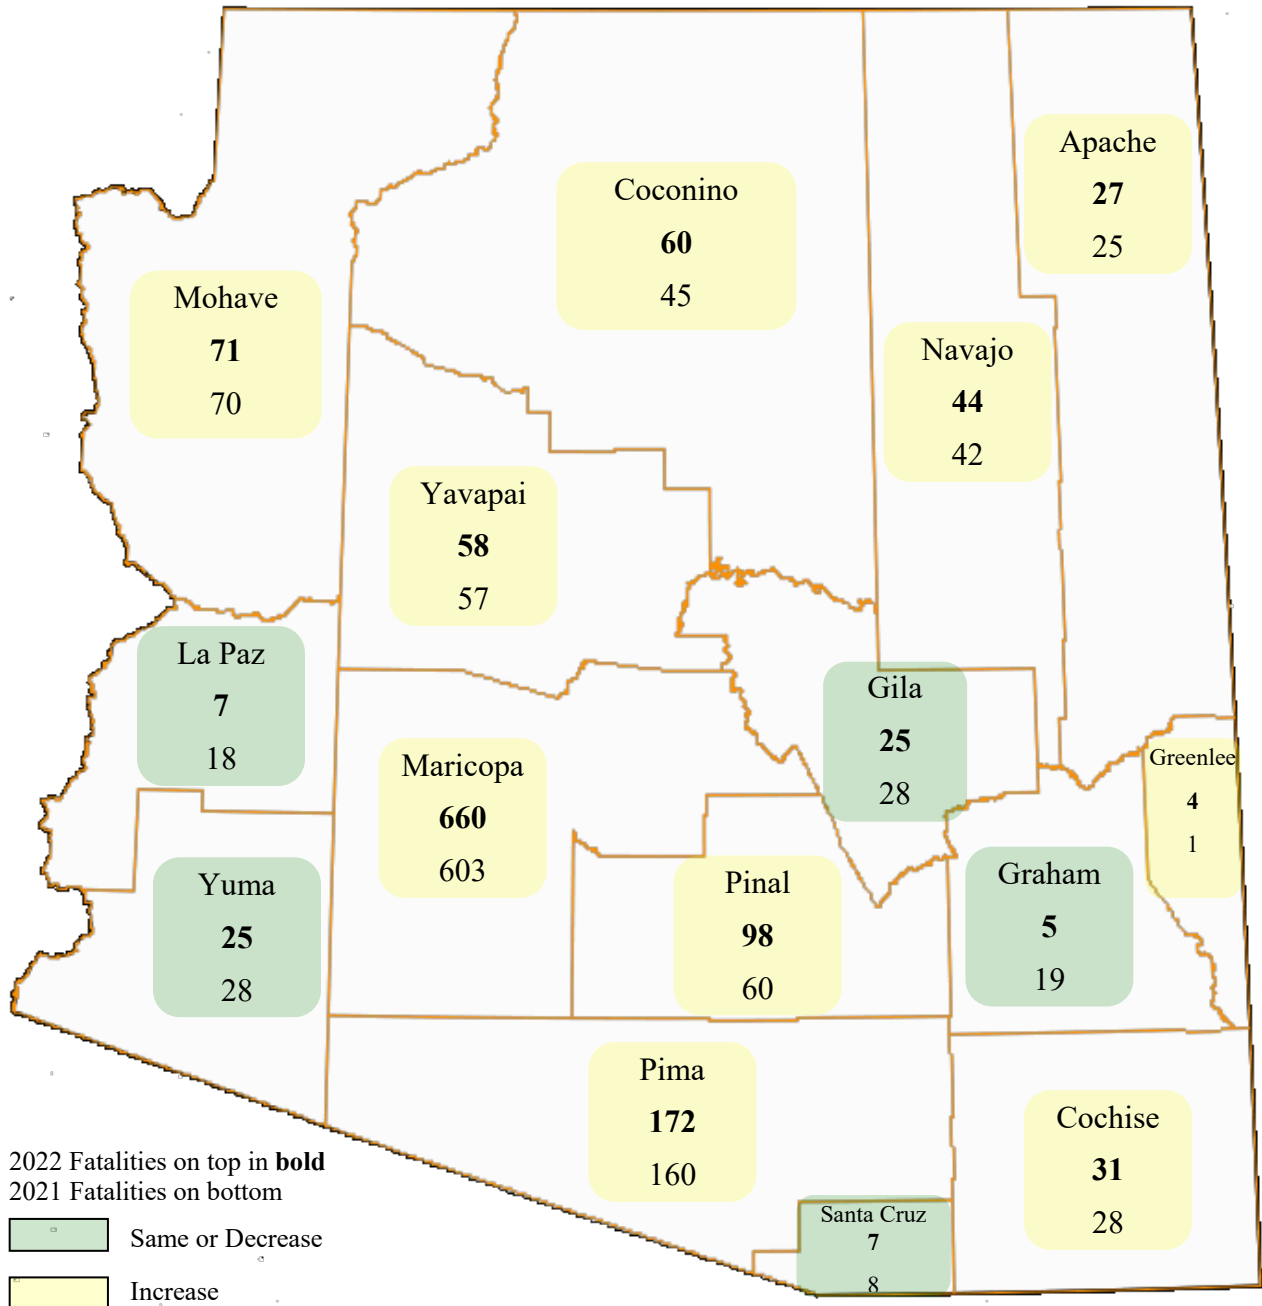 Apache
27
25
Coconino
60
45
Mohave
71
70
Navajo
44
42
Yavapai
58
57
La Paz
7
18
Gila
25
28
Maricopa
660
603
Greenlee
4
1
Yuma
25
28
Pinal
98
60
Graham
5
19
Pima
172
160
Cochise
31
28
Santa Cruz
7
8
2022 Fatalities on top in bold
2021 Fatalities on bottom
Same or Decrease
Increase